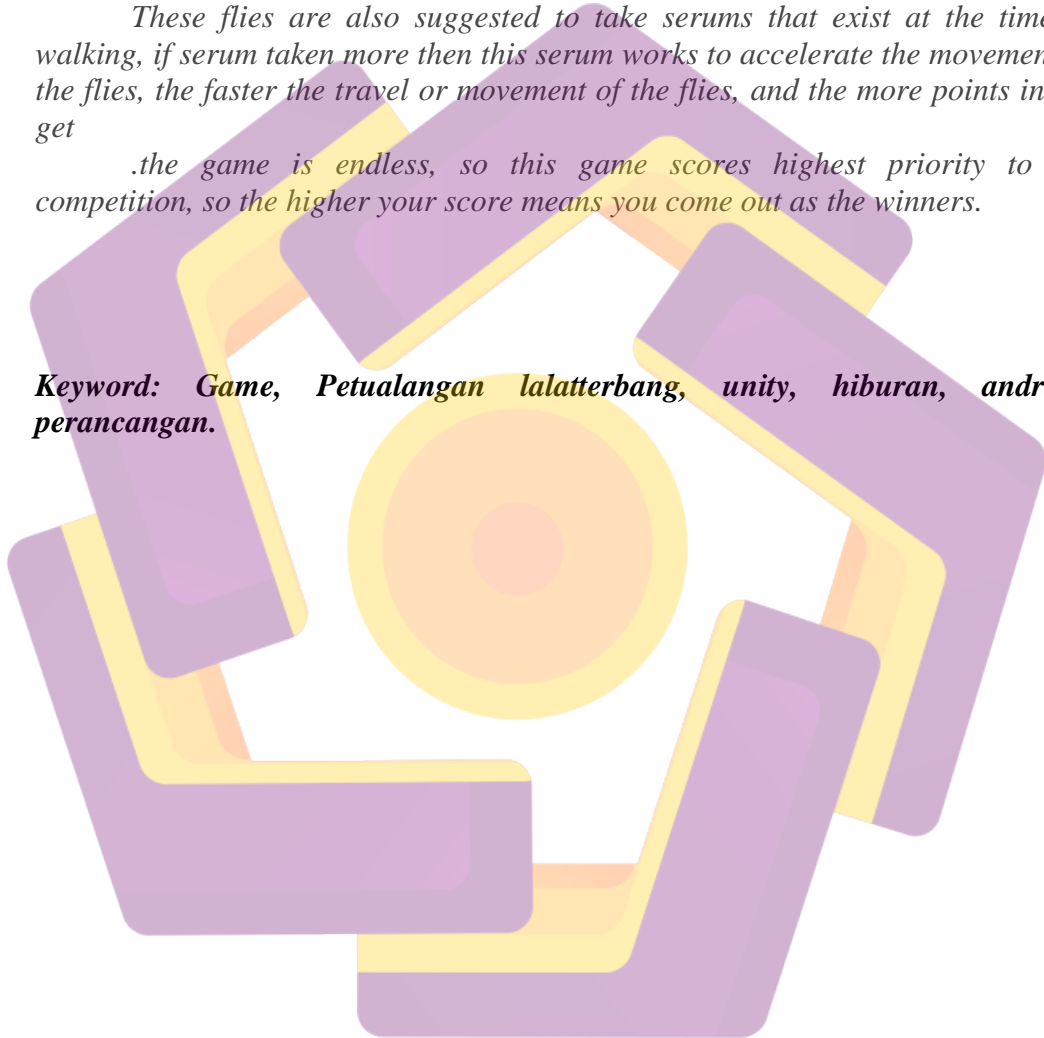 These flies are also suggested to take serums that exist at the time
walking, if serum taken more then this serum works to accelerate the
the flies, the faster the travel or movement of the flies, and the more points
get
.the game is endless, so this game scores highest priority to
competition, so the higher your score means you come out as the winners.
Keyword: Game, Petualangan lalatterbang, unity, hiburan,
perancangan.